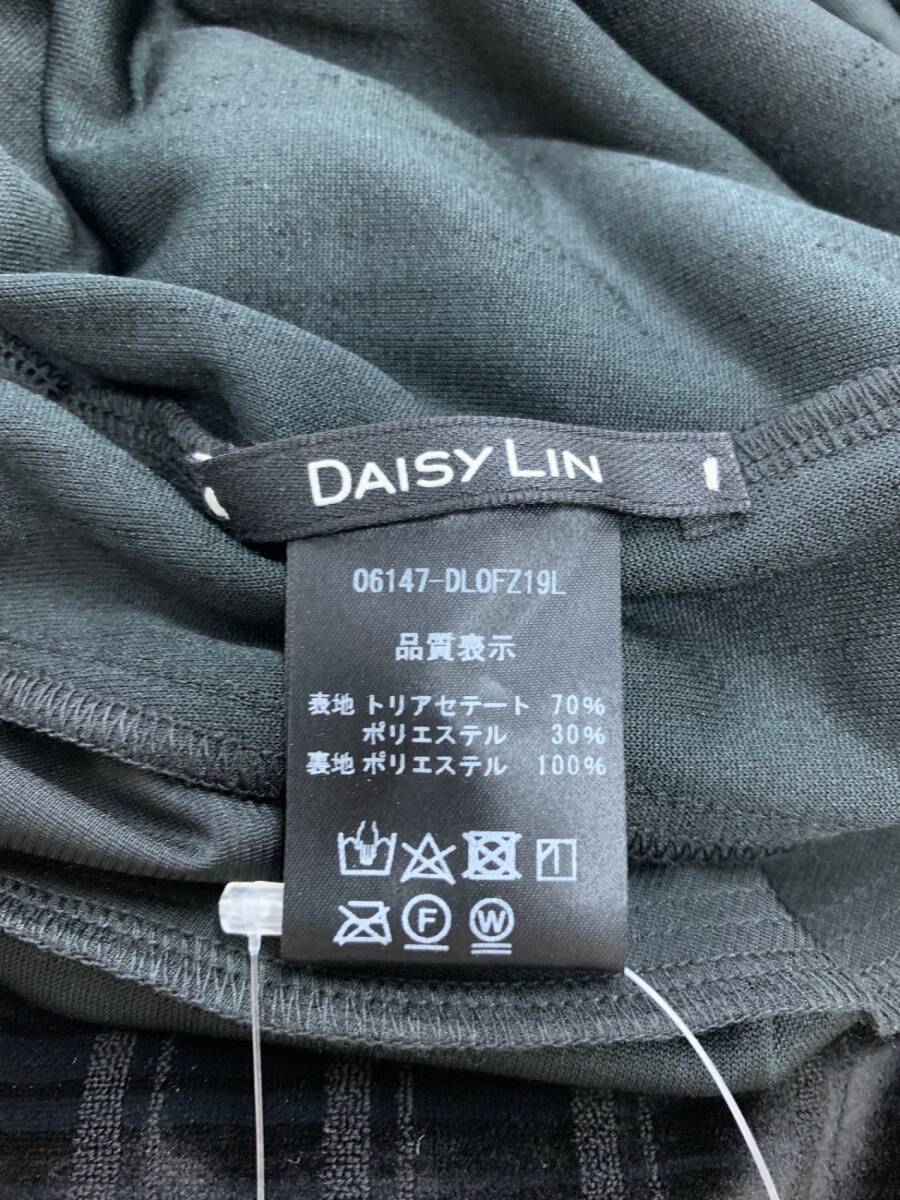 DAISY LIN
06147-DLOFZ19L
品質表示
表地 トリアセテート 70%
ポリエステル 30%
裏地 ポリエステル 100%
F W